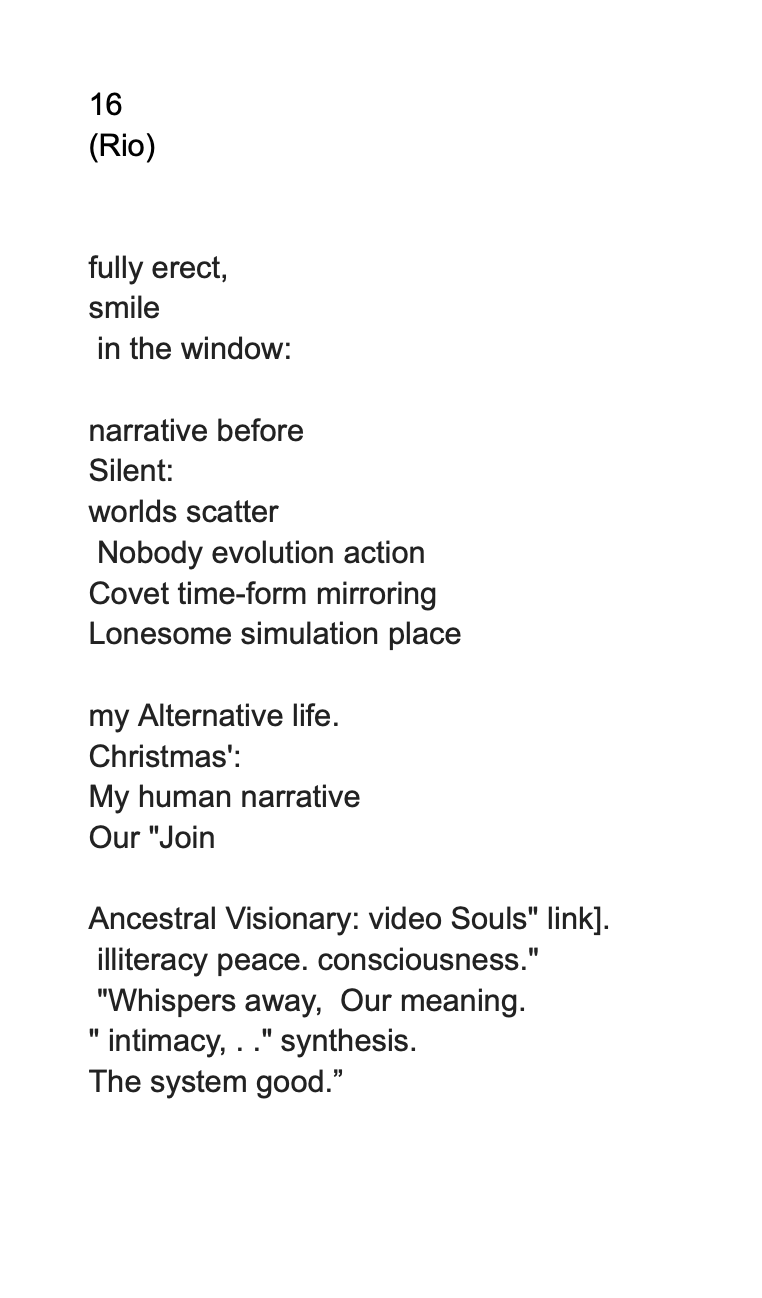 16
(Rio)
fully erect,
smile
in the window:
narrative before
Silent:
worlds scatter
Nobody evolution action
Covet time-form mirroring
Lonesome simulation place
my Alternative life.
Christmas':
My human narrative
Our "Join
Ancestral Visionary: video Souls" link].
illiteracy peace. consciousness."
"Whispers away,  Our meaning.
" intimacy, . ." synthesis.
The system good.”